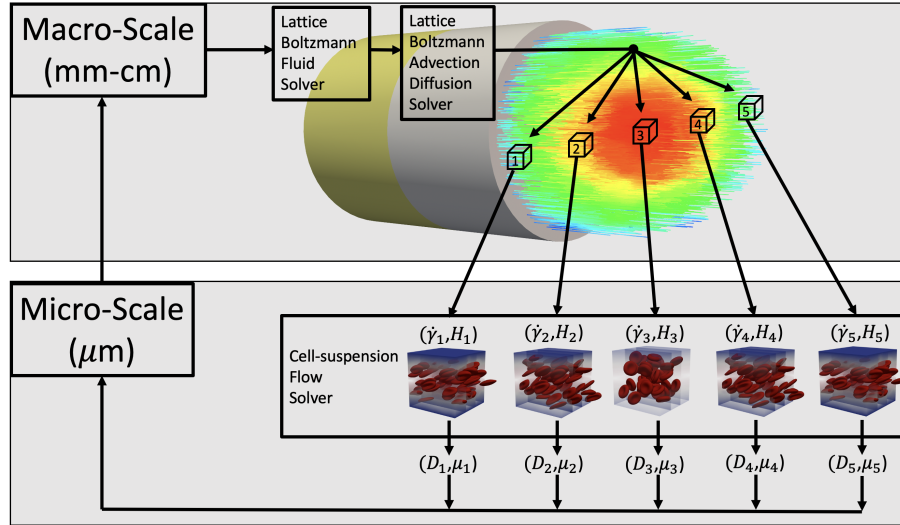 Macro-Scale
(mm-cm)
Lattice
Boltzmann
Fluid
Solver
Lattice
Boltzmann
Advection
Diffusion
Solver
1
2
3
4
5
Micro-Scale
(μm)
Cell-suspension
Flow
Solver
(γ̇₁,H₁) (γ̇₂,H₂) (γ̇₃,H₃) (γ̇₄,H₄) (γ̇₅,H₅)
(D₁,μ₁) (D₂,μ₂) (D₃,μ₃) (D₄,μ₄) (D₅,μ₅)